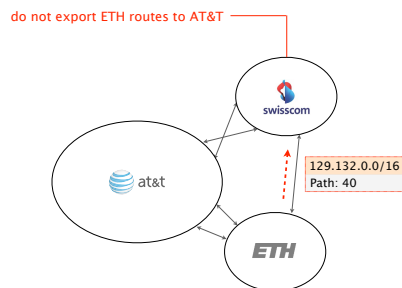 do not export ETH routes to AT&T
swisscom
at&t
129.132.0.0/16
Path: 40
ETH